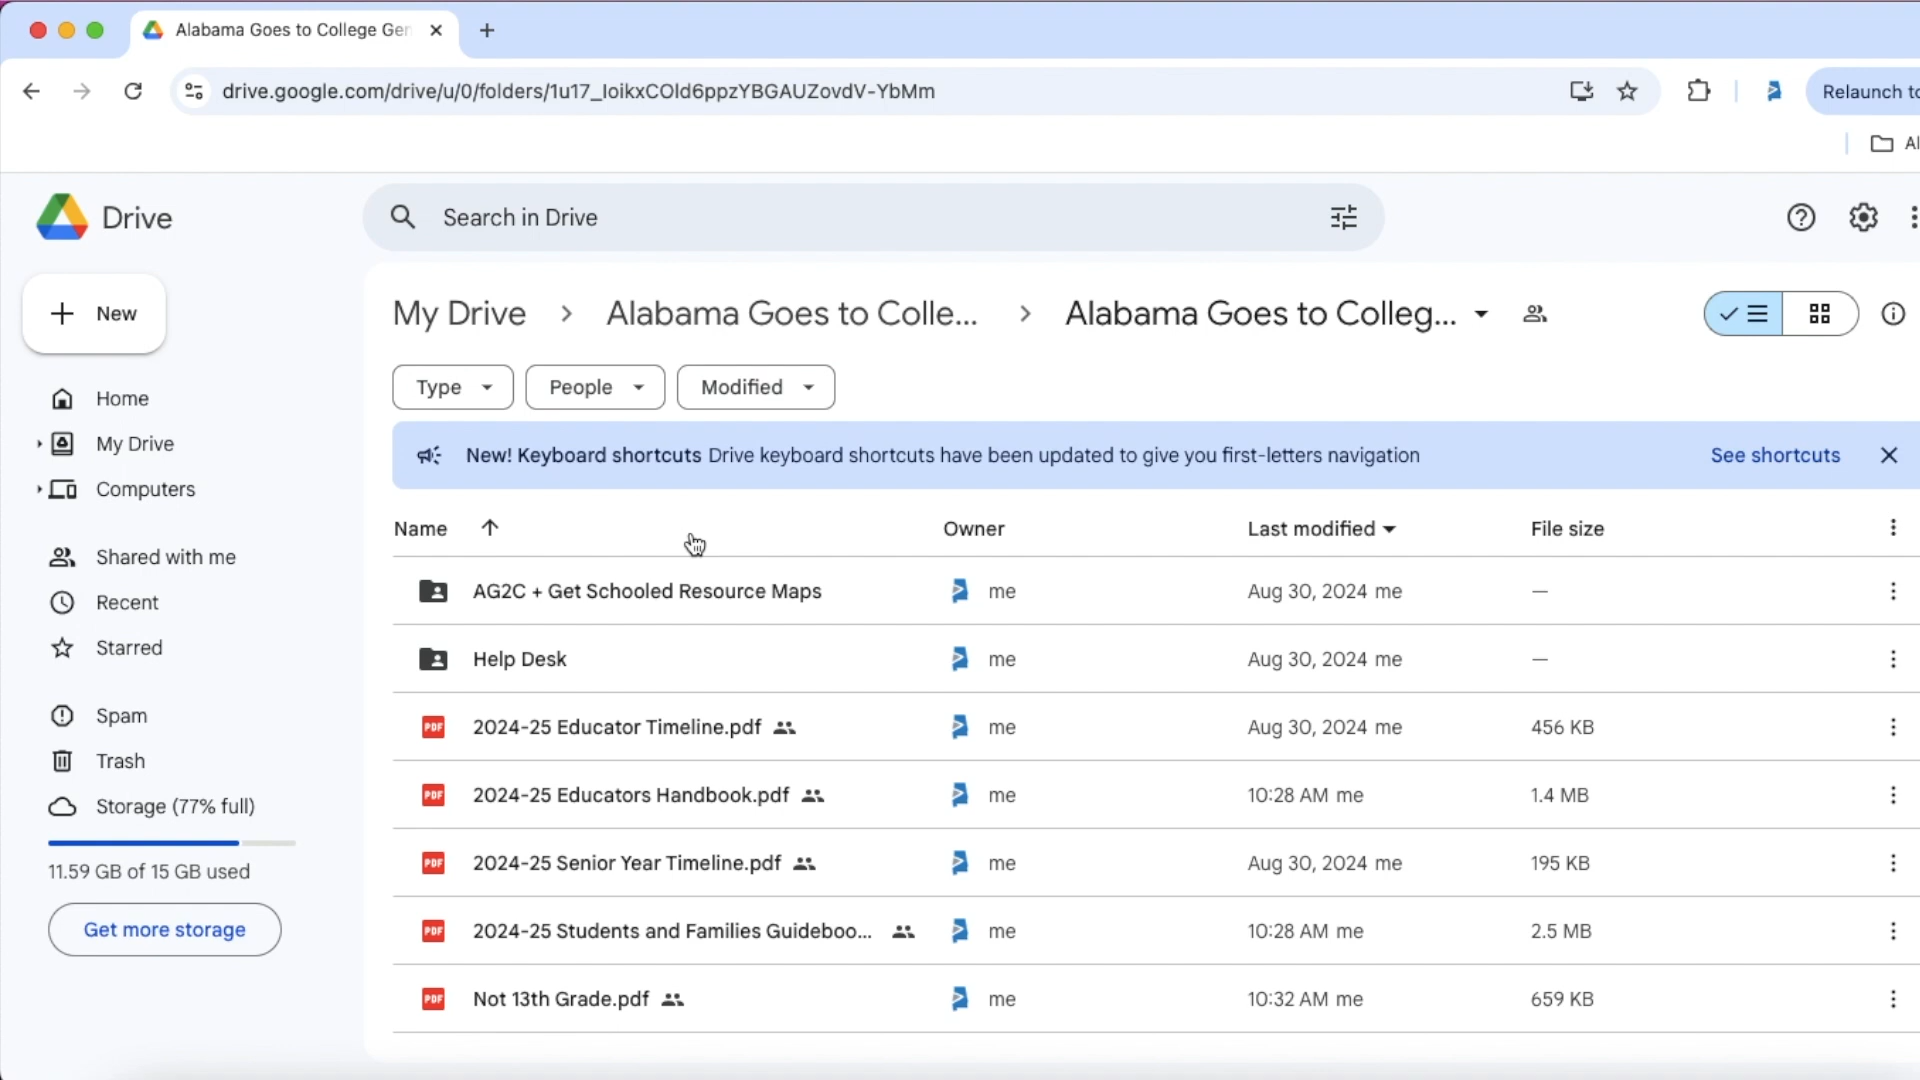 Alabama Goes to College Gen
drive.google.com/drive/u/0/folders/1u17_IoikxCOld6ppzYBGAUZovdV-YbMm
Relaunch to
Al
Drive
Search in Drive
New
My Drive
Alabama Goes to Colle...
Alabama Goes to Colleg...
Type
People
Modified
Home
My Drive
Computers
Shared with me
Recent
Starred
Spam
Trash
Storage (77% full)
11.59 GB of 15 GB used
Get more storage
New! Keyboard shortcuts Drive keyboard shortcuts have been updated to give you first-letters navigation See shortcuts
Name Owner Last modified File size
AG2C + Get Schooled Resource Maps me Aug 30, 2024 me —
Help Desk me Aug 30, 2024 me —
PDF 2024-25 Educator Timeline.pdf me Aug 30, 2024 me 456 KB
PDF 2024-25 Educators Handbook.pdf me 10:28 AM me 1.4 MB
PDF 2024-25 Senior Year Timeline.pdf me Aug 30, 2024 me 195 KB
PDF 2024-25 Students and Families Guideboo... me 10:28 AM me 2.5 MB
PDF Not 13th Grade.pdf me 10:32 AM me 659 KB